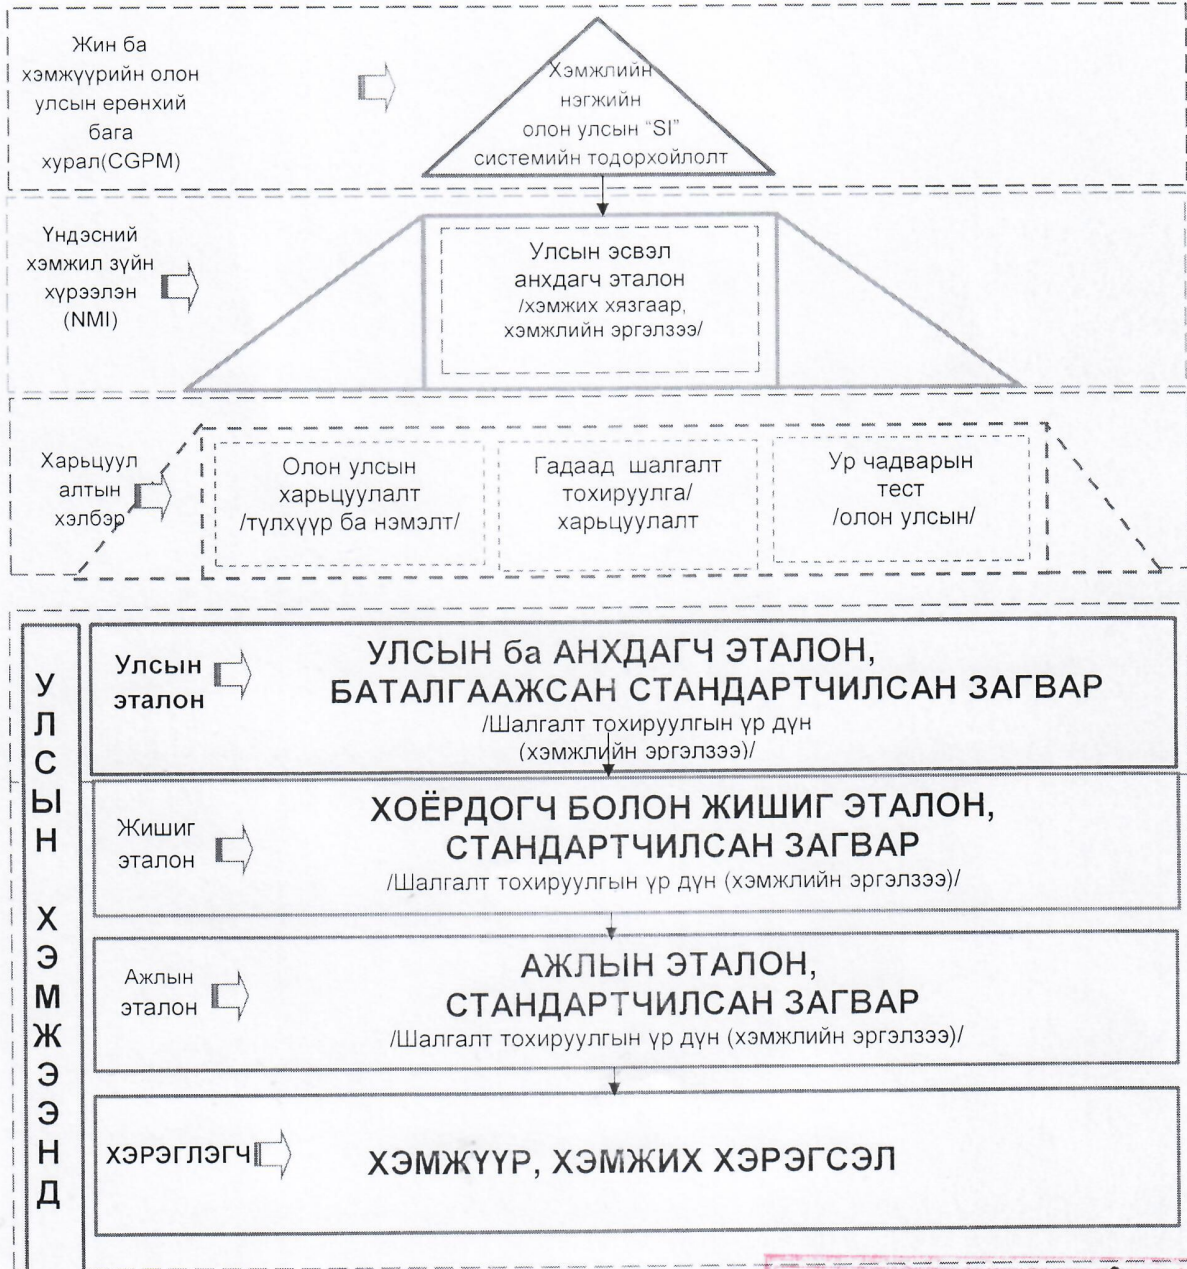 Жин ба
хэмжүүрийн олон
улсын ерөнхий
бага
хурал(CGPM)
Хэмжлийн
нэгжийн
олон улсын “SI”
системийн тодорхойлолт
Үндэсний
хэмжил зүйн
хүрээлэн
(NMI)
Улсын эсвэл
анхдагч эталон
/хэмжих хязгаар,
хэмжлийн эргэлзээ/
Харьцуул
алтын
хэлбэр
Олон улсын
харьцуулалт
/түлхүүр ба нэмэлт/
Гадаад шалгалт
тохируулга/
харьцуулалт
Ур чадварын
тест
/олон улсын/
УЛСЫН ХЭМЖЭЭНД
Улсын
эталон
УЛСЫН ба АНХДАГЧ ЭТАЛОН,
БАТАЛГААЖСАН СТАНДАРТЧИЛСАН ЗАГВАР
/Шалгалт тохируулгын үр дүн
(хэмжлийн эргэлзээ)/
Жишиг
эталон
ХОЁРДОГЧ БОЛОН ЖИШИГ ЭТАЛОН,
СТАНДАРТЧИЛСАН ЗАГВАР
/Шалгалт тохируулгын үр дүн (хэмжлийн эргэлзээ)/
Ажлын
эталон
АЖЛЫН ЭТАЛОН,
СТАНДАРТЧИЛСАН ЗАГВАР
/Шалгалт тохируулгын үр дүн (хэмжлийн эргэлзээ)/
ХЭРЭГЛЭГЧ
ХЭМЖҮҮР, ХЭМЖИХ ХЭРЭГСЭЛ